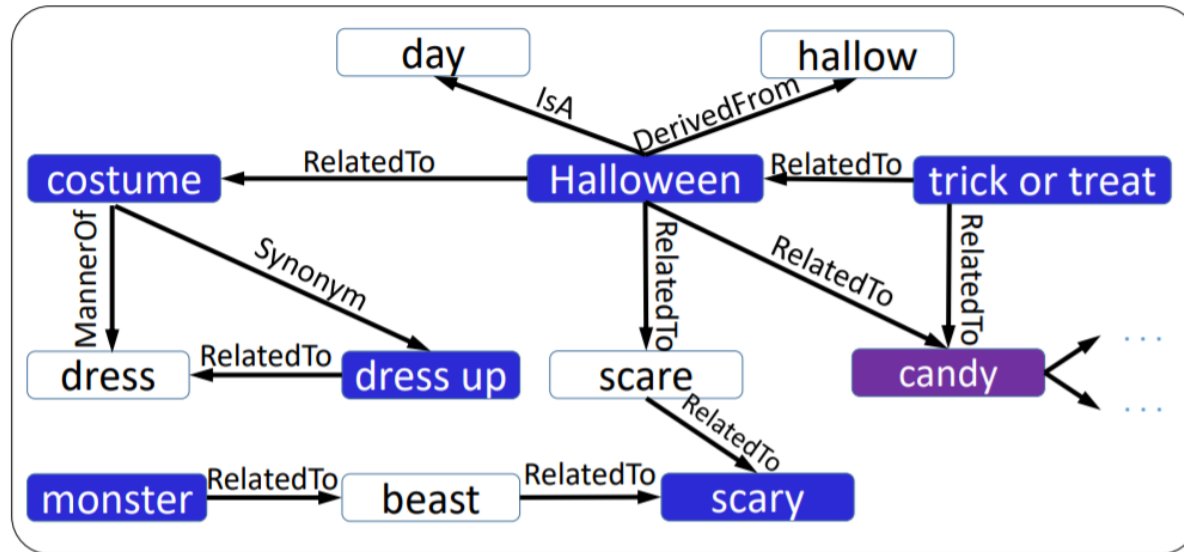 day
hallow
IsA
DerivedFrom
costume
RelatedTo
Halloween
RelatedTo
trick or treat
MannerOf
Synonym
RelatedTo
RelatedTo
RelatedTo
dress
RelatedTo
dress up
scare
candy
...
...
RelatedTo
monster
RelatedTo
beast
RelatedTo
scary